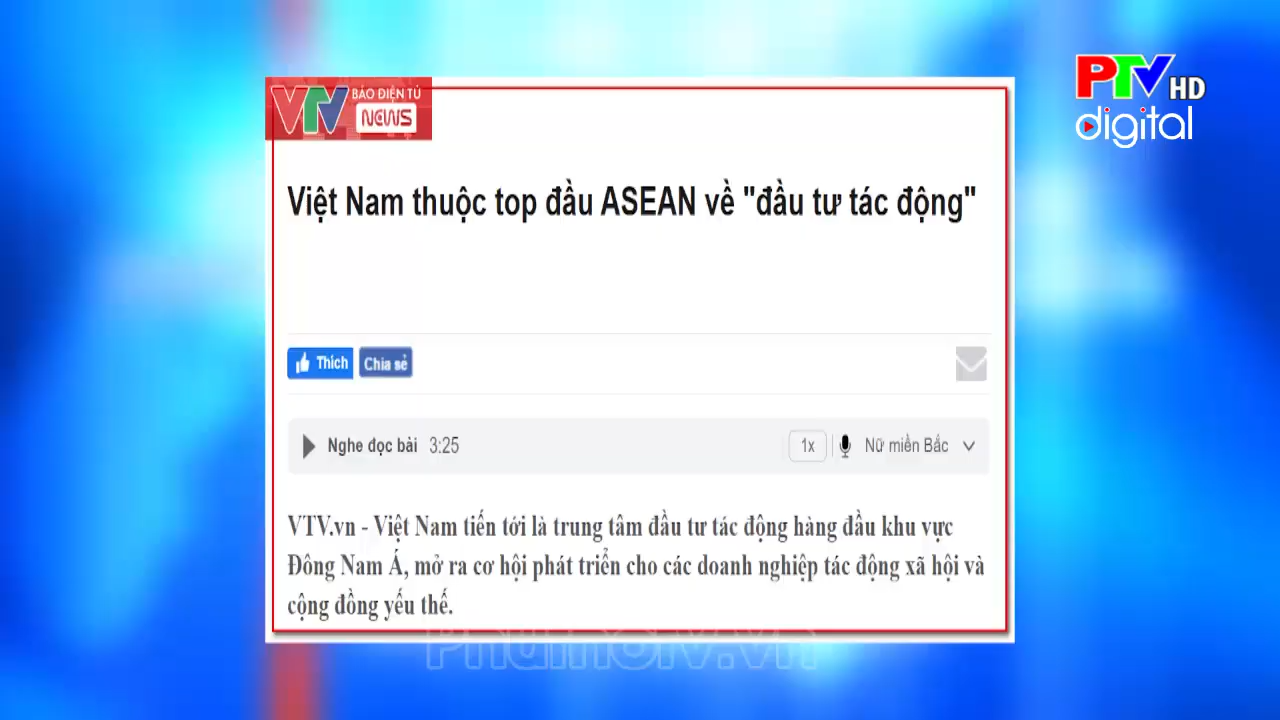 PTV HD
digital
VTV BÁO ĐIỆN TỬ
NEWS
Việt Nam thuộc top đầu ASEAN về "đầu tư tác động"
Thích Chia sẻ
Nghe đọc bài 3:25 1x Nữ miền Bắc
VTV.vn - Việt Nam tiến tới là trung tâm đầu tư tác động hàng đầu khu vực
Đông Nam Á, mở ra cơ hội phát triển cho các doanh nghiệp tác động xã hội và
cộng đồng yếu thế.